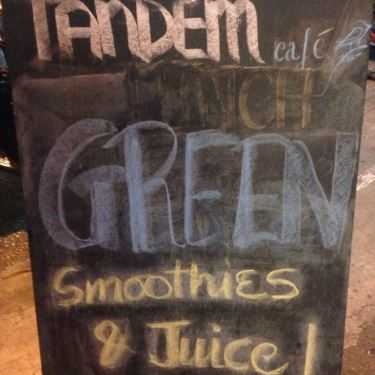 TANDEM café
GREEN
Smoothies
& Juice!